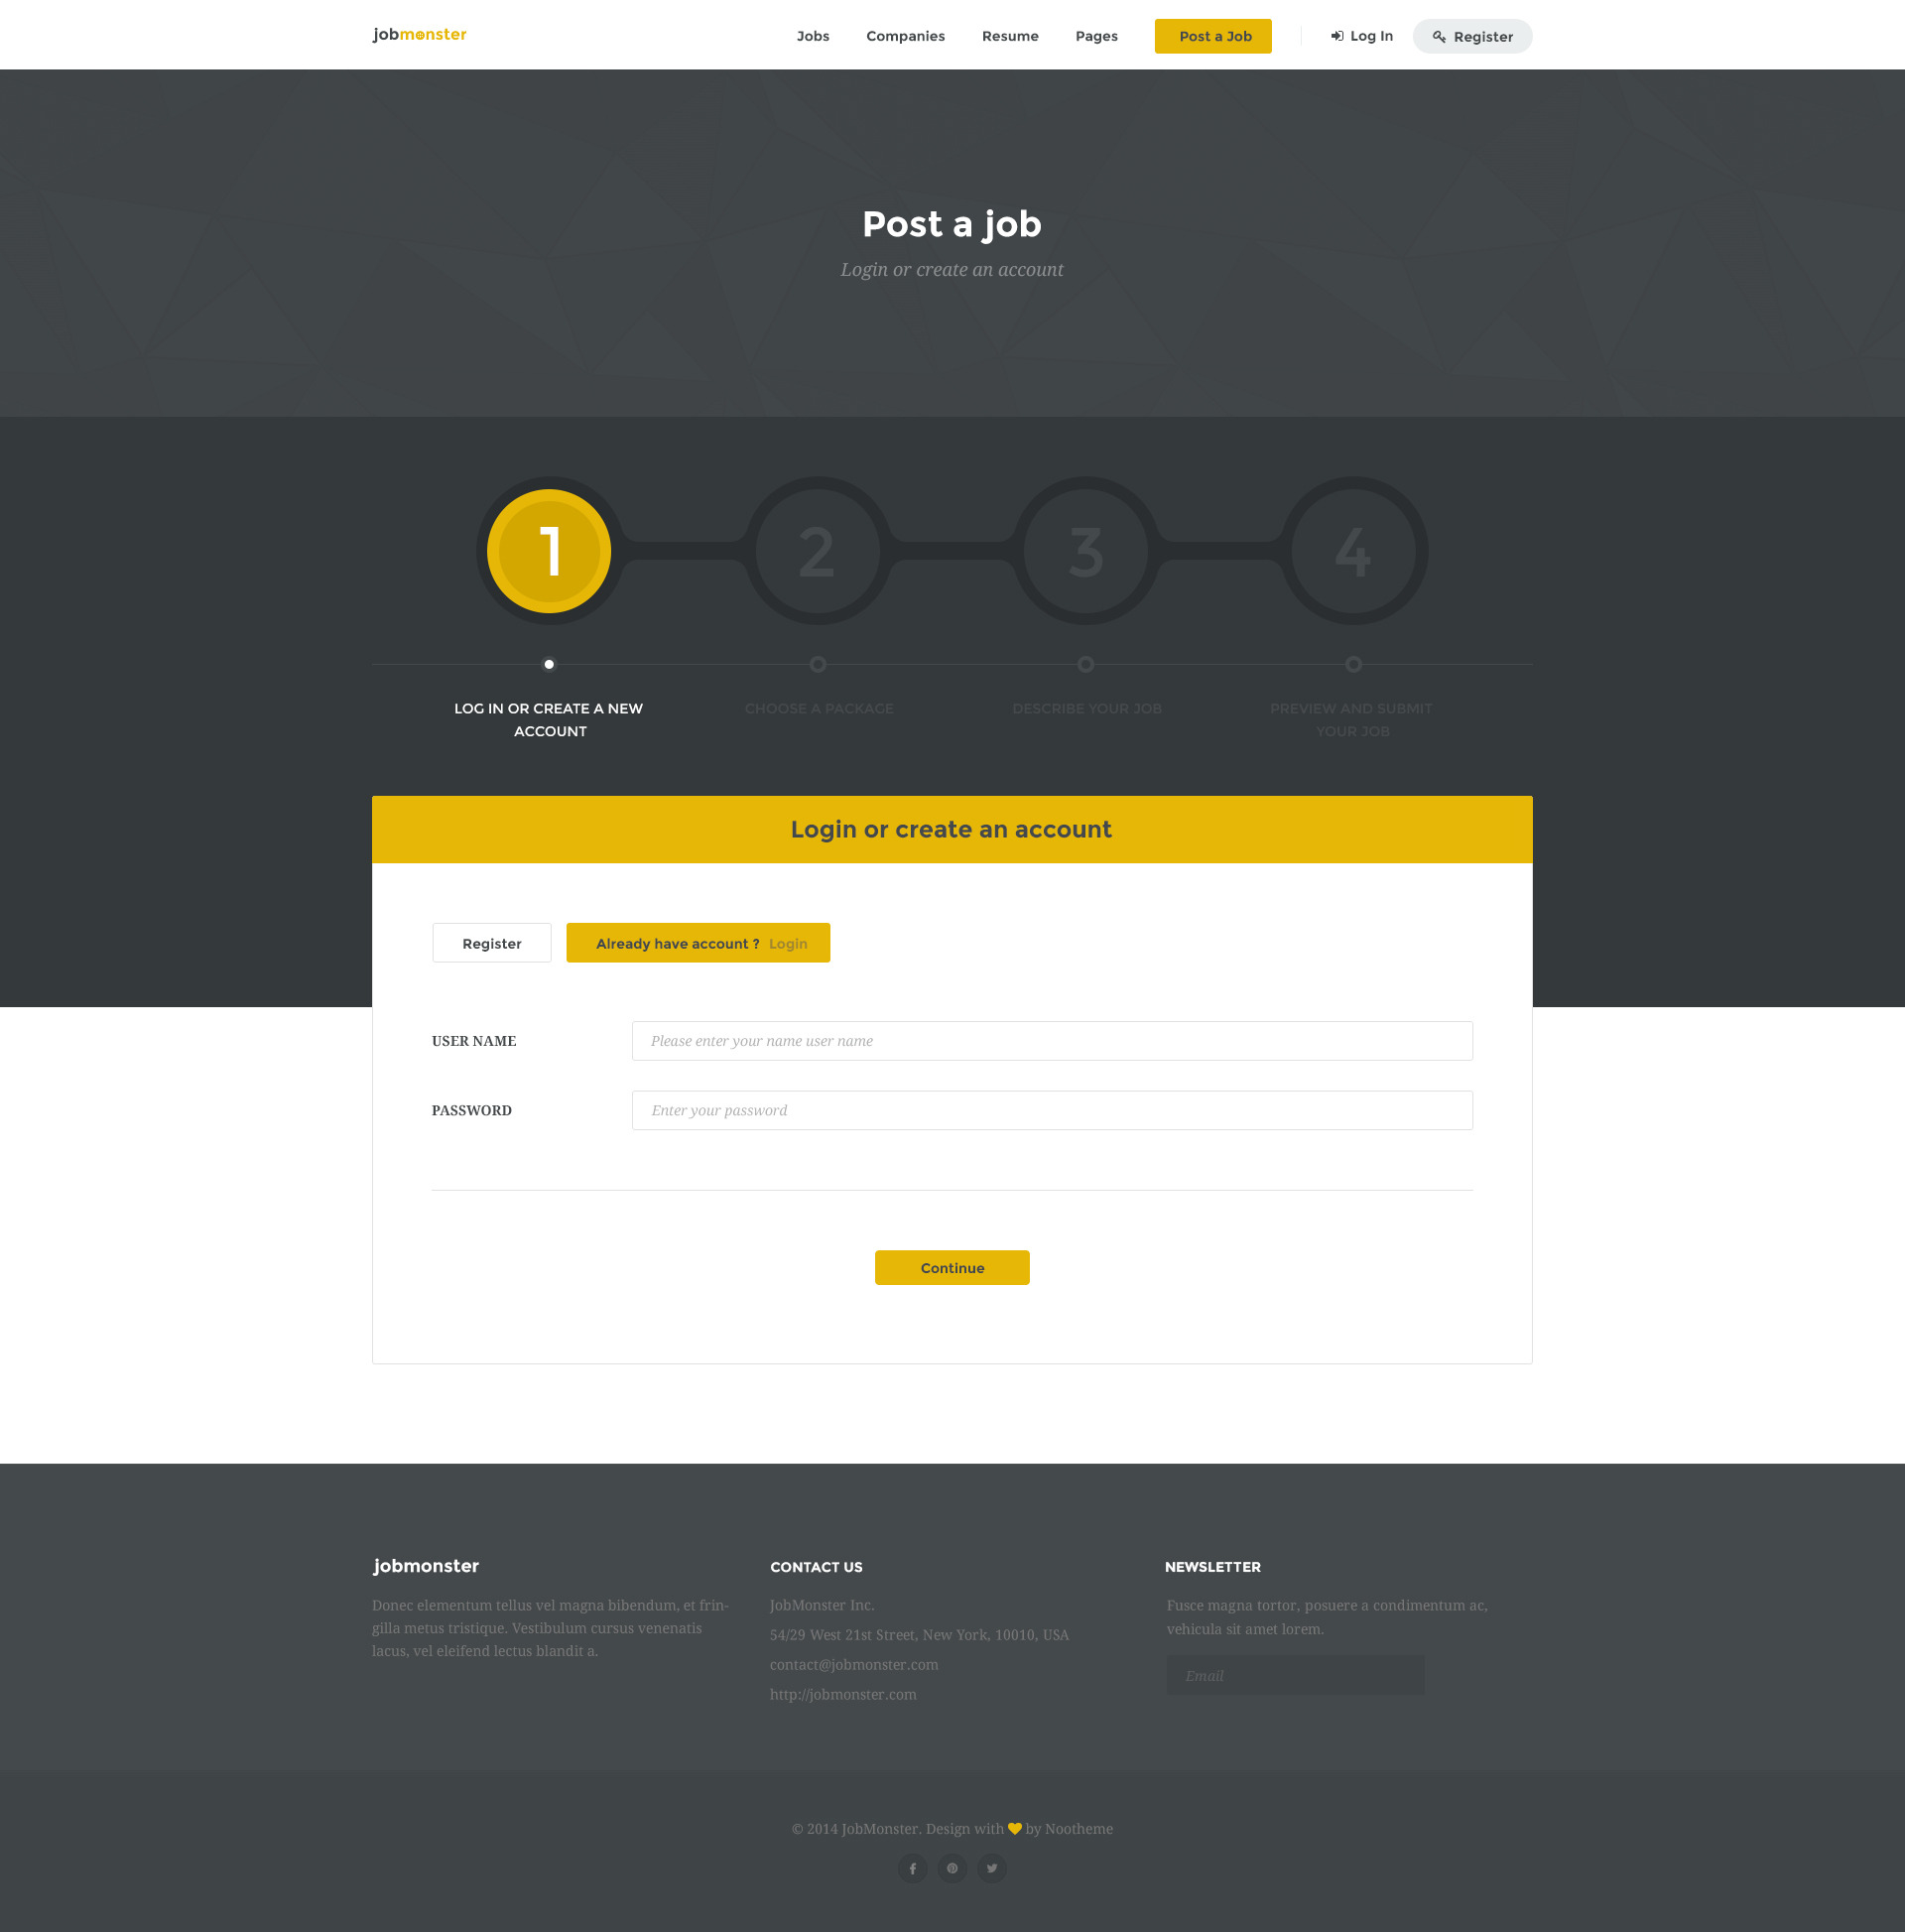 jobmonster
Jobs Companies Resume Pages Post a Job Log In Register
Post a job
Login or create an account
1 2 3 4
LOG IN OR CREATE A NEW
ACCOUNT
CHOOSE A PACKAGE
DESCRIBE YOUR JOB
PREVIEW AND SUBMIT
YOUR JOB
Login or create an account
Register
Already have account ? Login
USER NAME
Please enter your name user name
PASSWORD
Enter your password
Continue
jobmonster
Donec elementum tellus vel magna bibendum, et frin-
gilla metus tristique. Vestibulum cursus venenatis
lacus, vel eleifend lectus blandit a.
CONTACT US
JobMonster Inc.
54/29 West 21st Street, New York, 10010, USA
contact@jobmonster.com
http://jobmonster.com
NEWSLETTER
Fusce magna tortor, posuere a condimentum ac,
vehicula sit amet lorem.
Email
© 2014 JobMonster. Design with by Nootheme